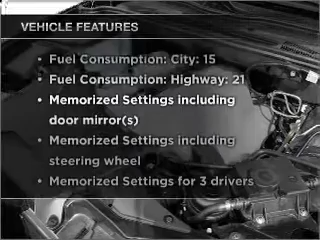 VEHICLE FEATURES
• Fuel Consumption: City: 15
• Fuel Consumption: Highway: 21
• Memorized Settings including
door mirror(s)
• Memorized Settings including
steering wheel
• Memorized Settings for 3 drivers